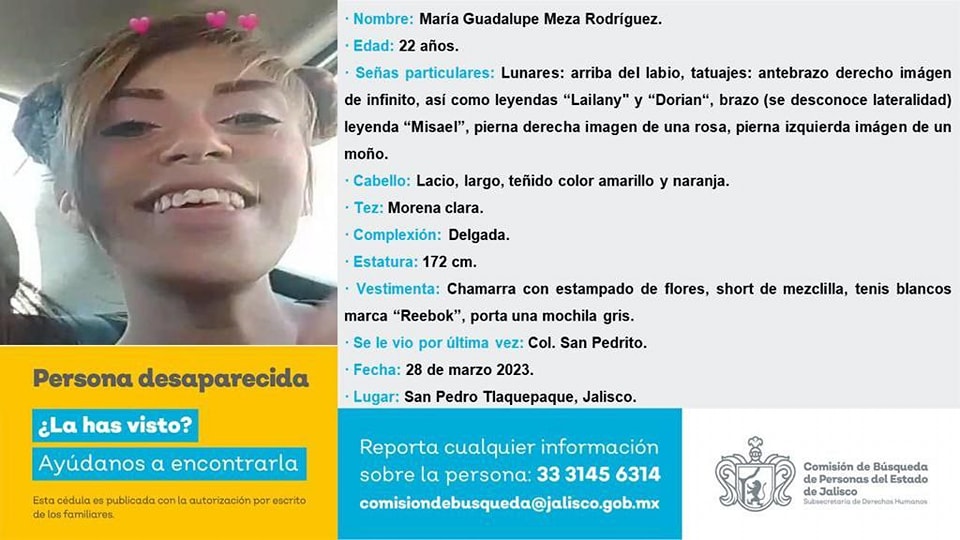 · Nombre: María Guadalupe Meza Rodríguez.
· Edad: 22 años.
· Señas particulares: Lunares: arriba del labio, tatuajes: antebrazo derecho imágen
de infinito, así como leyendas “Lailany" y “Dorian“, brazo (se desconoce lateralidad)
leyenda “Misael”, pierna derecha imagen de una rosa, pierna izquierda imágen de un
moño.
· Cabello: Lacio, largo, teñido color amarillo y naranja.
· Tez: Morena clara.
· Complexión: Delgada.
· Estatura: 172 cm.
· Vestimenta: Chamarra con estampado de flores, short de mezclilla, tenis blancos
marca “Reebok”, porta una mochila gris.
· Se le vio por última vez: Col. San Pedrito.
· Fecha: 28 de marzo 2023.
· Lugar: San Pedro Tlaquepaque, Jalisco.
Persona desaparecida
¿La has visto?
Ayúdanos a encontrarla
Esta cédula es publicada con la autorización por escrito
de los familiares.
Reporta cualquier información
sobre la persona: 33 3145 6314
comisiondebusqueda@jalisco.gob.mx
Comisión de Búsqueda
de Personas del Estado
de Jalisco
Subsecretaría de Derechos Humanos